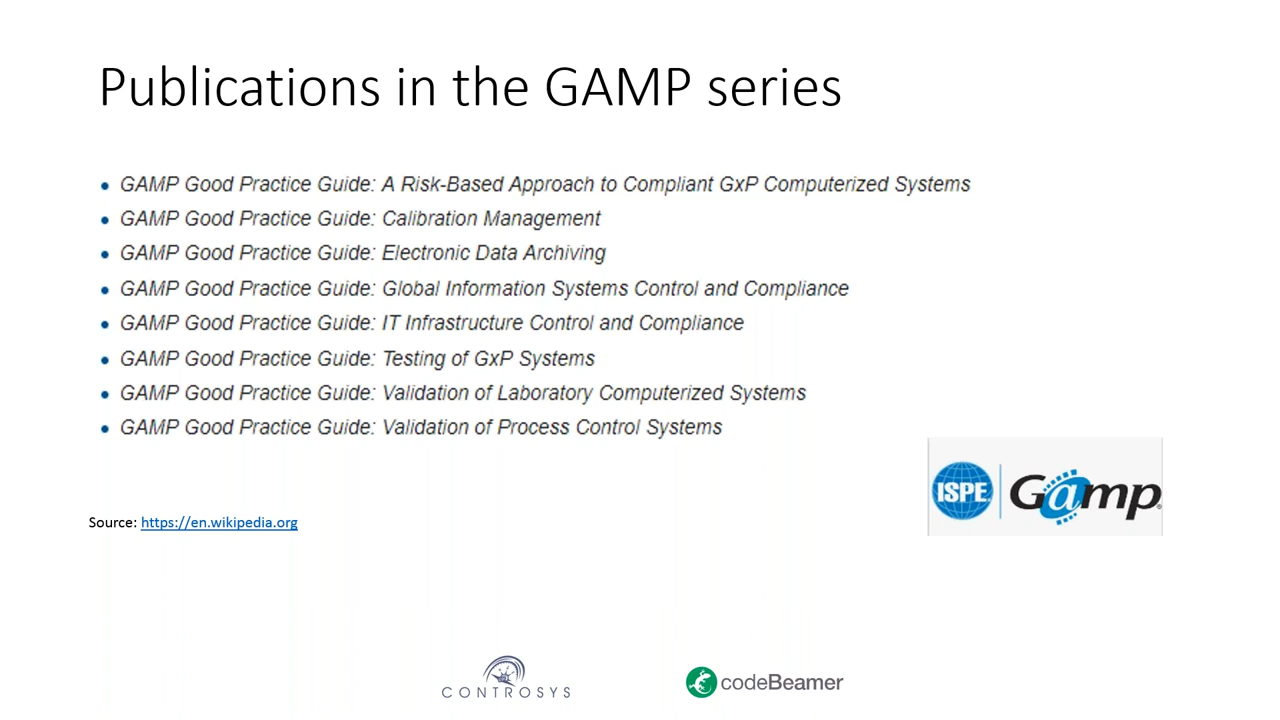 Publications in the GAMP series
• GAMP Good Practice Guide: A Risk-Based Approach to Compliant GxP Computerized Systems
• GAMP Good Practice Guide: Calibration Management
• GAMP Good Practice Guide: Electronic Data Archiving
• GAMP Good Practice Guide: Global Information Systems Control and Compliance
• GAMP Good Practice Guide: IT Infrastructure Control and Compliance
• GAMP Good Practice Guide: Testing of GxP Systems
• GAMP Good Practice Guide: Validation of Laboratory Computerized Systems
• GAMP Good Practice Guide: Validation of Process Control Systems
ISPE. Gamp®
Source: https://en.wikipedia.org
CONTROSYS
codeBeamer